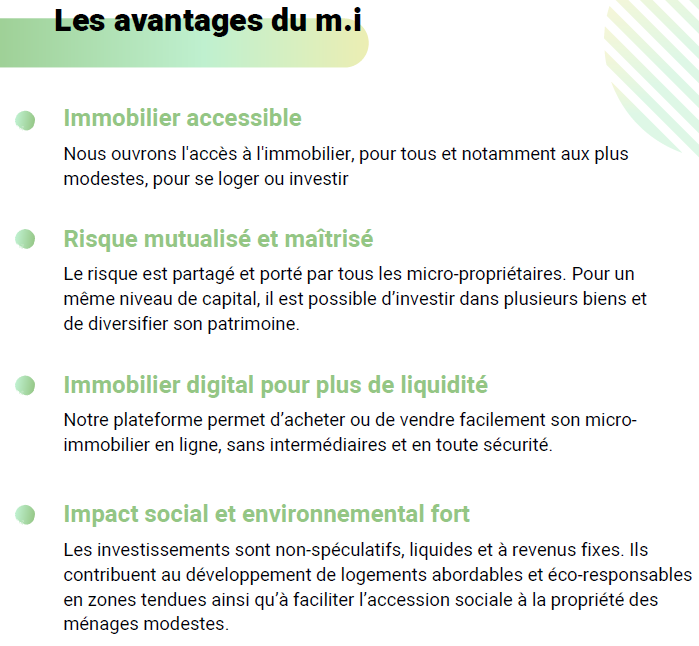 Les avantages du m.i
Immobilier accessible
Nous ouvrons l'accès à l'immobilier, pour tous et notamment aux plus
modestes, pour se loger ou investir
Risque mutualisé et maîtrisé
Le risque est partagé et porté par tous les micro-propriétaires. Pour un
même niveau de capital, il est possible d’investir dans plusieurs biens et
de diversifier son patrimoine.
Immobilier digital pour plus de liquidité
Notre plateforme permet d’acheter ou de vendre facilement son micro-
immobilier en ligne, sans intermédiaires et en toute sécurité.
Impact social et environnemental fort
Les investissements sont non-spéculatifs, liquides et à revenus fixes. Ils
contribuent au développement de logements abordables et éco-responsables
en zones tendues ainsi qu’à faciliter l’accession sociale à la propriété des
ménages modestes.